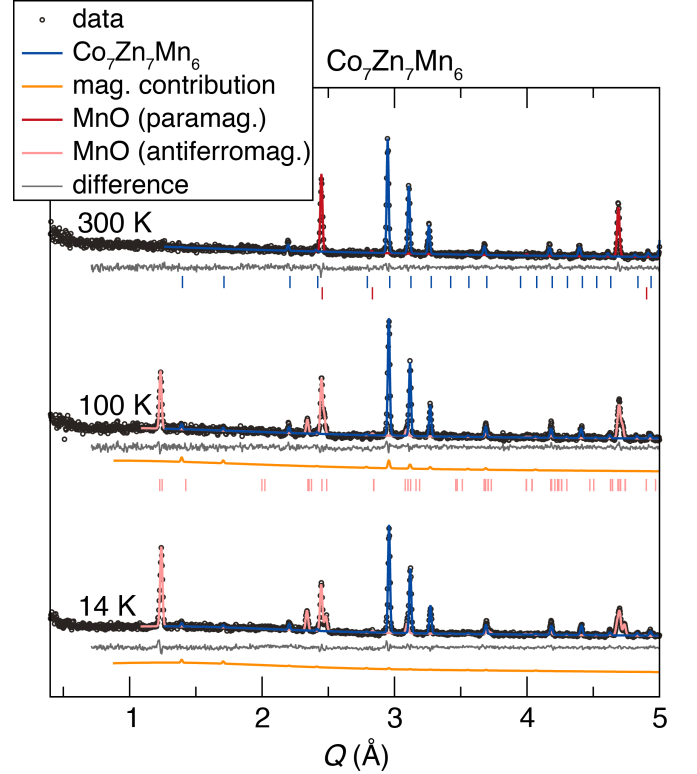 data
Co₇Zn₇Mn₆
mag. contribution
MnO (paramag.)
MnO (antiferromag.)
difference
Co₇Zn₇Mn₆
300 K
100 K
14 K
1 2 3 4 5
Q (Å)